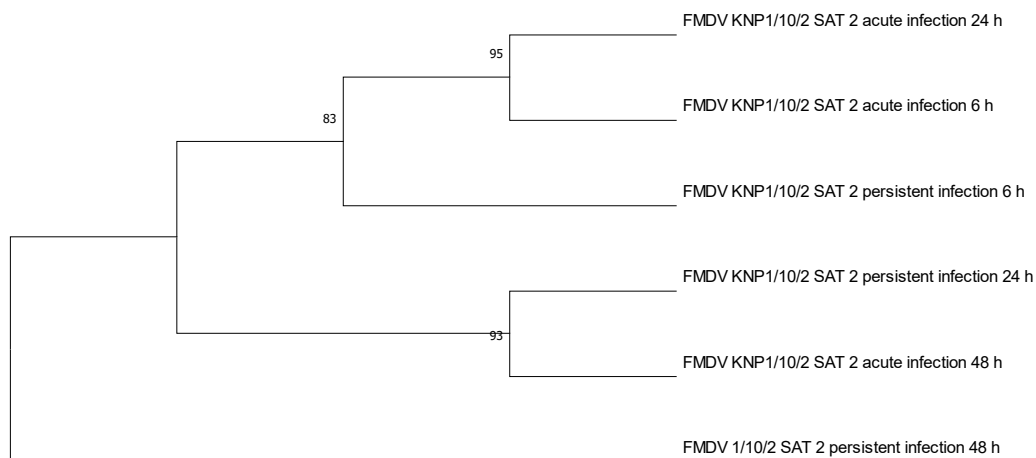 FMDV KNP1/10/2 SAT 2 acute infection 24 h
95
FMDV KNP1/10/2 SAT 2 acute infection 6 h
83
FMDV KNP1/10/2 SAT 2 persistent infection 6 h
FMDV KNP1/10/2 SAT 2 persistent infection 24 h
93
FMDV KNP1/10/2 SAT 2 acute infection 48 h
FMDV 1/10/2 SAT 2 persistent infection 48 h